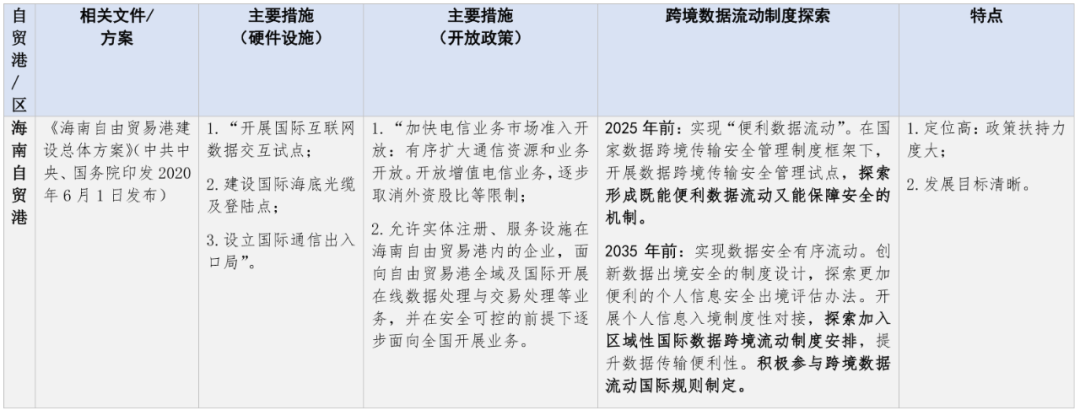 自贸港/区
相关文件/
方案
主要措施
（硬件设施）
主要措施
（开放政策）
跨境数据流动制度探索
特点
海南自贸港
《海南自由贸易港建
设总体方案》（中共中
央、国务院印发 2020
年 6 月 1 日发布）
1. “开展国际互联网
数据交互试点；
2. 建设国际海底光缆
及登陆点；
3. 设立国际通信出入
口局”。
1. “加快电信业务市场准入开
放：有序扩大通信资源和业务
开放。开放增值电信业务，逐步
取消外资股比等限制；
2. 允许实体注册、服务设施在
海南自由贸易港内的企业，面
向自由贸易港全域及国际开展
在线数据处理与交易处理等业
务，并在安全可控的前提下逐
步面向全国开展业务。
2025 年前：实现“便利数据流动”。在国
家数据跨境传输安全管理制度框架下，
开展数据跨境传输安全管理试点，探索
形成既能便利数据流动又能保障安全的
机制。
2035 年前：实现数据安全有序流动。创
新数据出境安全的制度设计，探索更加
便利的个人信息安全出境评估办法。开
展个人信息入境制度性对接，探索加入
区域性国际数据跨境流动制度安排，提
升数据传输便利性。积极参与跨境数据
流动国际规则制定。
1. 定位高：政策扶持力
度大；
2. 发展目标清晰。